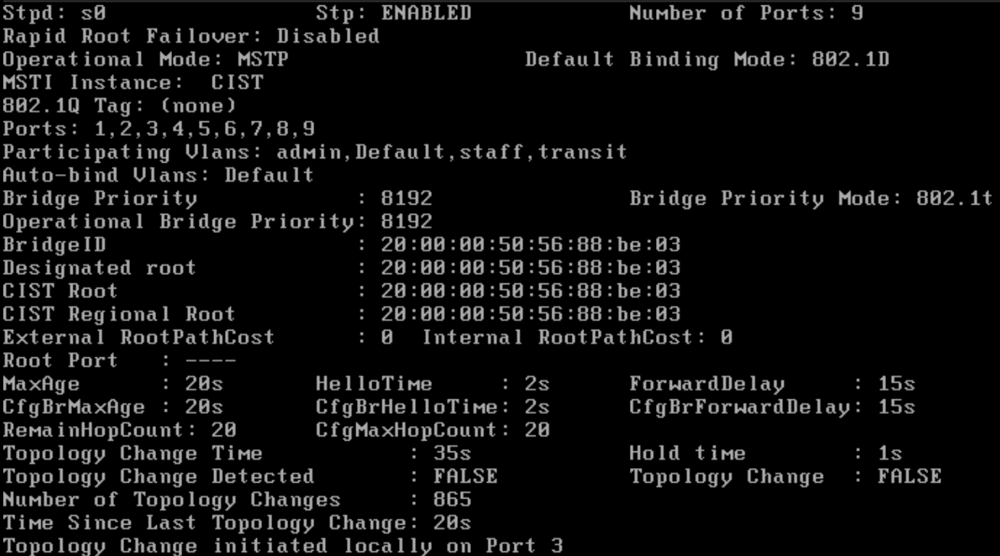 Stpd: s0 Stp: ENABLED Number of Ports: 9
Rapid Root Failover: Disabled
Operational Mode: MSTP Default Binding Mode: 802.1D
MSTI Instance: CIST
802.1Q Tag: (none)
Ports: 1,2,3,4,5,6,7,8,9
Participating Vlans: admin,Default,staff,transit
Auto-bind Vlans: Default
Bridge Priority : 8192 Bridge Priority Mode: 802.1t
Operational Bridge Priority: 8192
BridgeID : 20:00:00:50:56:88:be:03
Designated root : 20:00:00:50:56:88:be:03
CIST Root : 20:00:00:50:56:88:be:03
CIST Regional Root : 20:00:00:50:56:88:be:03
External RootPathCost : 0 Internal RootPathCost: 0
Root Port : ----
MaxAge : 20s HelloTime : 2s ForwardDelay : 15s
CfgBrMaxAge : 20s CfgBrHelloTime: 2s CfgBrForwardDelay: 15s
RemainHopCount: 20 CfgMaxHopCount: 20
Topology Change Time : 35s Hold time : 1s
Topology Change Detected : FALSE Topology Change : FALSE
Number of Topology Changes : 865
Time Since Last Topology Change: 20s
Topology Change initiated locally on Port 3